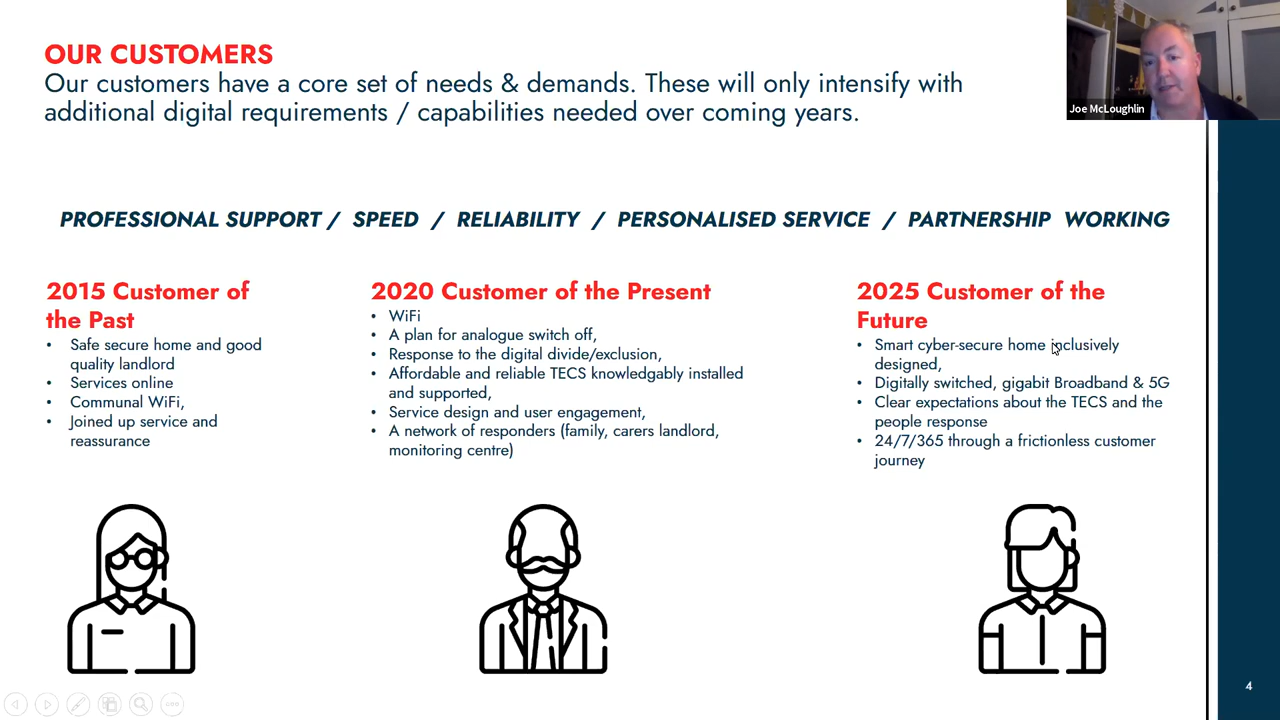 OUR CUSTOMERS
Our customers have a core set of needs & demands. These will only intensify with
additional digital requirements / capabilities needed over coming years.
Joe McLoughlin
PROFESSIONAL SUPPORT / SPEED / RELIABILITY / PERSONALISED SERVICE / PARTNERSHIP WORKING
2015 Customer of
the Past
• Safe secure home and good
quality landlord
• Services online
• Communal WiFi,
• Joined up service and
reassurance
2020 Customer of the Present
• WiFi
• A plan for analogue switch off,
• Response to the digital divide/exclusion,
• Affordable and reliable TECS knowledgably installed
and supported,
• Service design and user engagement,
• A network of responders (family, carers landlord,
monitoring centre)
2025 Customer of the
Future
• Smart cyber-secure home inclusively
designed,
• Digitally switched, gigabit Broadband & 5G
• Clear expectations about the TECS and the
people response
• 24/7/365 through a frictionless customer
journey
4